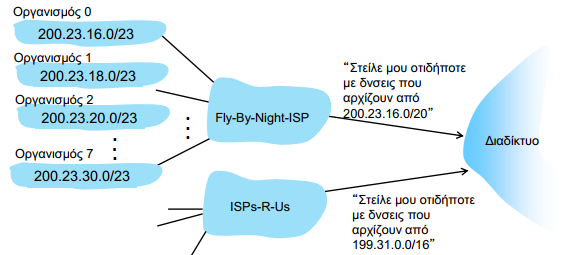 Οργανισμός 0
200.23.16.0/23
Οργανισμός 1
200.23.18.0/23
Οργανισμός 2
200.23.20.0/23
Οργανισμός 7
200.23.30.0/23
Fly-By-Night-ISP
ISPs-R-Us
“Στείλε μου οτιδήποτε
με δνσεις που
αρχίζουν από
200.23.16.0/20”
“Στείλε μου οτιδήποτε
με δνσεις που
αρχίζουν από
199.31.0.0/16”
Διαδίκτυο